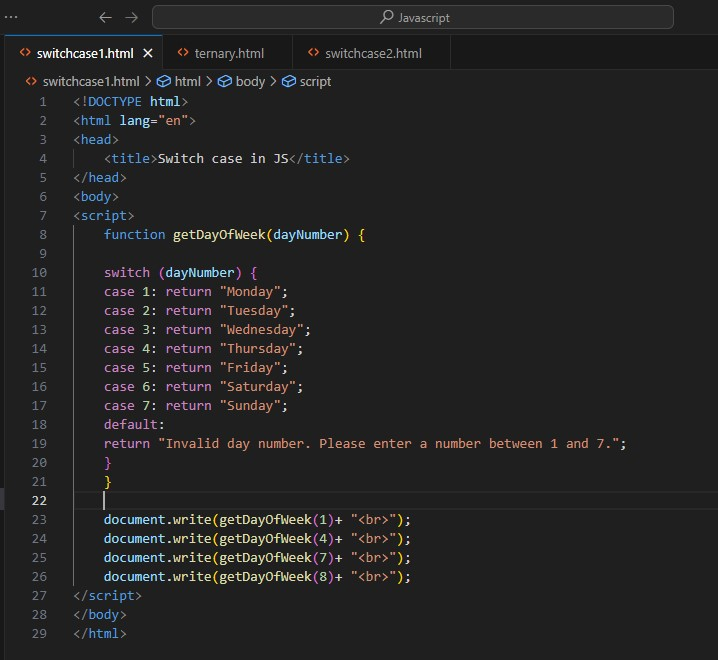 Javascript
switchcase1.html ternary.html switchcase2.html
switchcase1.html > html > body > script
1 <!DOCTYPE html>
2 <html lang="en">
3 <head>
4     <title>Switch case in JS</title>
5 </head>
6 <body>
7 <script>
8     function getDayOfWeek(dayNumber) {
9
10     switch (dayNumber) {
11     case 1: return "Monday";
12     case 2: return "Tuesday";
13     case 3: return "Wednesday";
14     case 4: return "Thursday";
15     case 5: return "Friday";
16     case 6: return "Saturday";
17     case 7: return "Sunday";
18     default:
19     return "Invalid day number. Please enter a number between 1 and 7.";
20     }
21     }
22
23     document.write(getDayOfWeek(1)+ "<br>");
24     document.write(getDayOfWeek(4)+ "<br>");
25     document.write(getDayOfWeek(7)+ "<br>");
26     document.write(getDayOfWeek(8)+ "<br>");
27 </script>
28 </body>
29 </html>